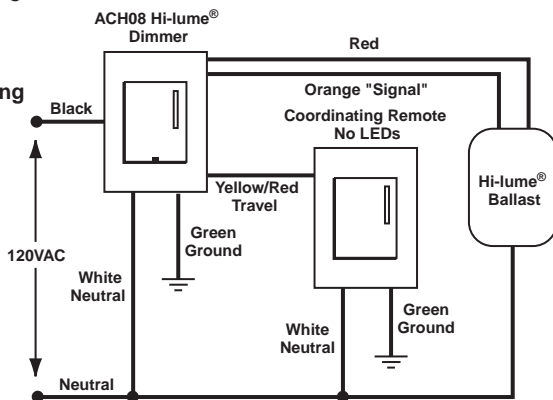 ACH08 Hi-lume®
Dimmer
Red
Orange "Signal"
ng
Black
Coordinating Remote
No LEDs
Hi-lume®
Ballast
Yellow/Red
Travel
Green
Ground
120VAC
White
Neutral
Green
Ground
White
Neutral
Neutral